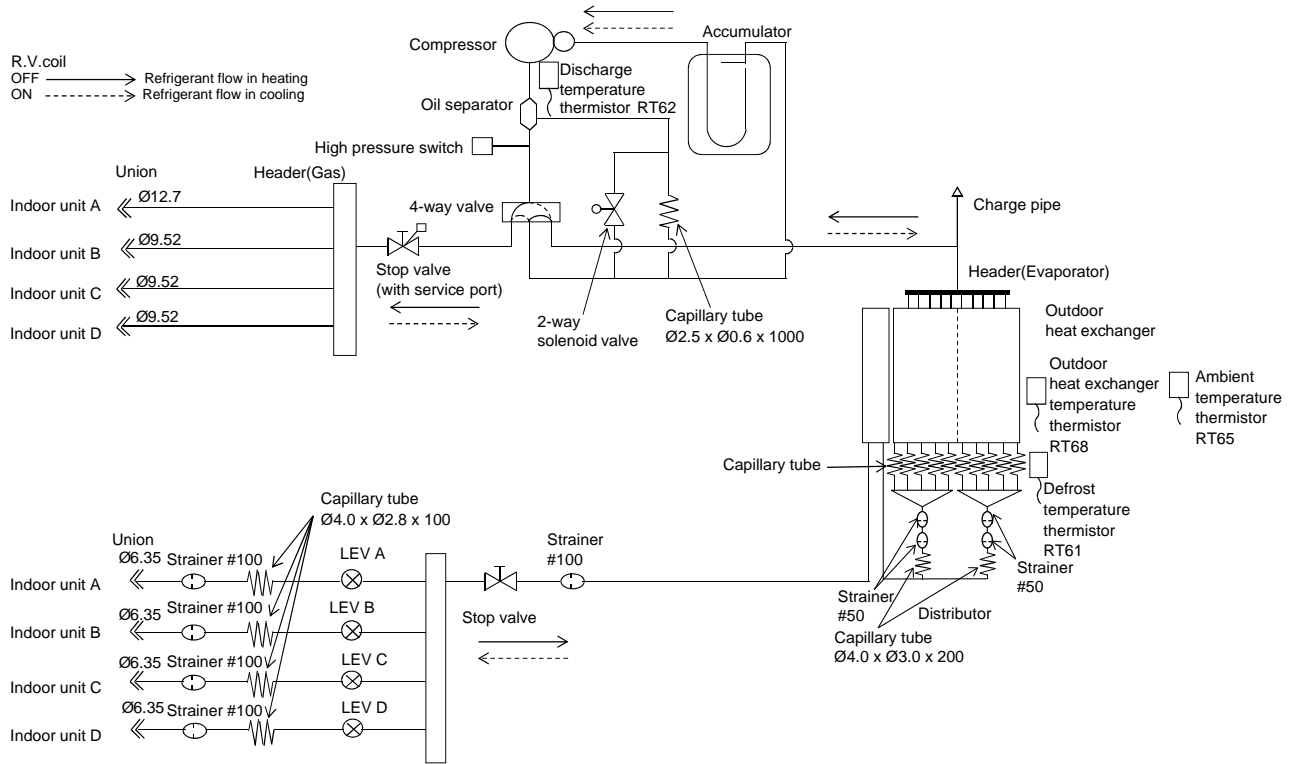 R.V.coil
OFF
Refrigerant flow in heating
ON
Refrigerant flow in cooling
Compressor
Accumulator
Discharge
temperature
thermistor RT62
Oil separator
High pressure switch
Union
Header(Gas)
Indoor unit A
Ø12.7
4-way valve
Charge pipe
Indoor unit B
Ø9.52
Stop valve
(with service port)
Header(Evaporator)
Indoor unit C
Ø9.52
Indoor unit D
Ø9.52
2-way
solenoid valve
Capillary tube
Ø2.5 x Ø0.6 x 1000
Outdoor
heat exchanger
Outdoor
heat exchanger
temperature
thermistor
RT68
Ambient
temperature
thermistor
RT65
Capillary tube
Defrost
temperature
thermistor
RT61
Capillary tube
Ø4.0 x Ø2.8 x 100
Union
Ø6.35
Strainer #100
LEV A
Strainer
#100
Indoor unit A
Strainer
#50
Strainer
#50
Distributor
Capillary tube
Ø4.0 x Ø3.0 x 200
Ø6.35
Strainer #100
LEV B
Stop valve
Indoor unit B
Ø6.35
Strainer #100
LEV C
Indoor unit C
Ø6.35
Strainer #100
LEV D
Indoor unit D